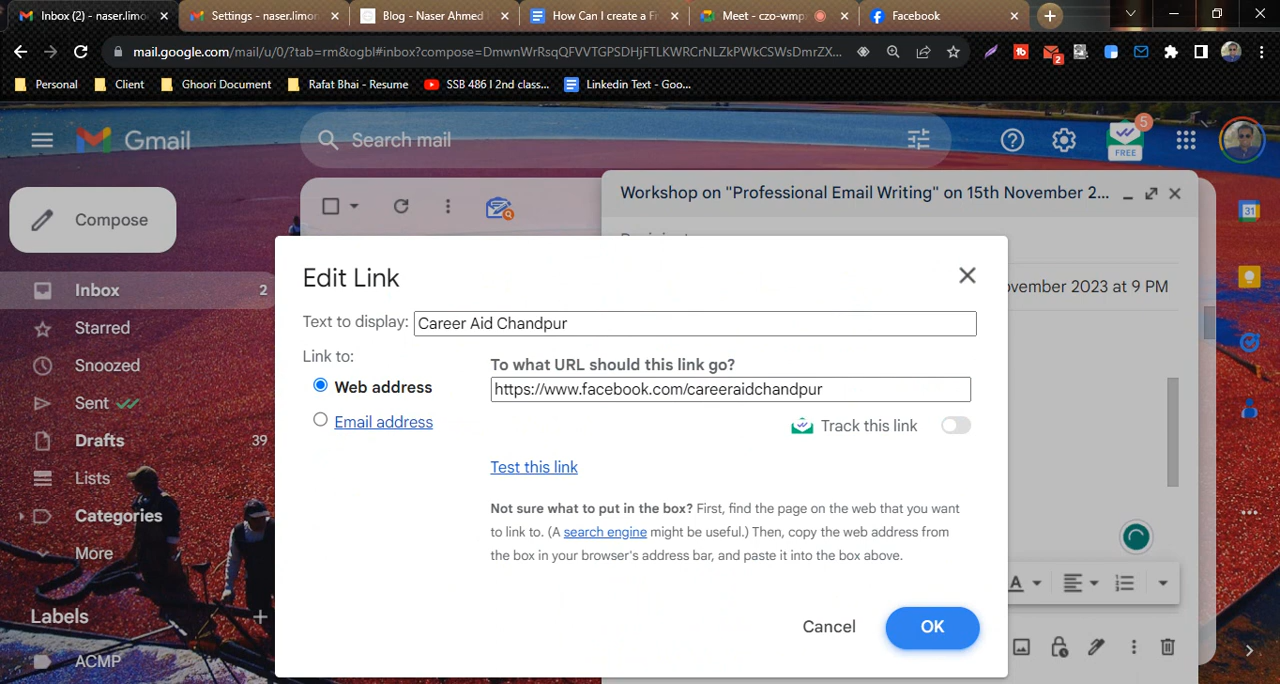 Inbox (2) - naser.limon
Settings - naser.limon
Blog - Naser Ahmed
How Can I create a Fr
Meet - czo-wmp
Facebook
mail.google.com/mail/u/0/?tab=rm&ogbl#inbox?compose=DmwnWrRsqQFVVTGPSDHjFTLKWRCrNLZkPWkCSWsDmrZX...
2
Personal
Client
Ghoori Document
Rafat Bhai - Resume
SSB 486 I 2nd class...
Linkedin Text - Goo...
Gmail
Search mail
5
FREE
Compose
Workshop on "Professional Email Writing" on 15th November 2...
31
Inbox 2
Starred
Snoozed
Sent
Drafts 39
Lists
Categories
More
Labels
ACMP
ovember 2023 at 9 PM
Edit Link
Text to display: Career Aid Chandpur
Link to:
Web address
Email address
To what URL should this link go?
https://www.facebook.com/careeraidchandpur
Track this link
Test this link
Not sure what to put in the box? First, find the page on the web that you want
to link to. (A search engine might be useful.) Then, copy the web address from
the box in your browser's address bar, and paste it into the box above.
Cancel
OK
A